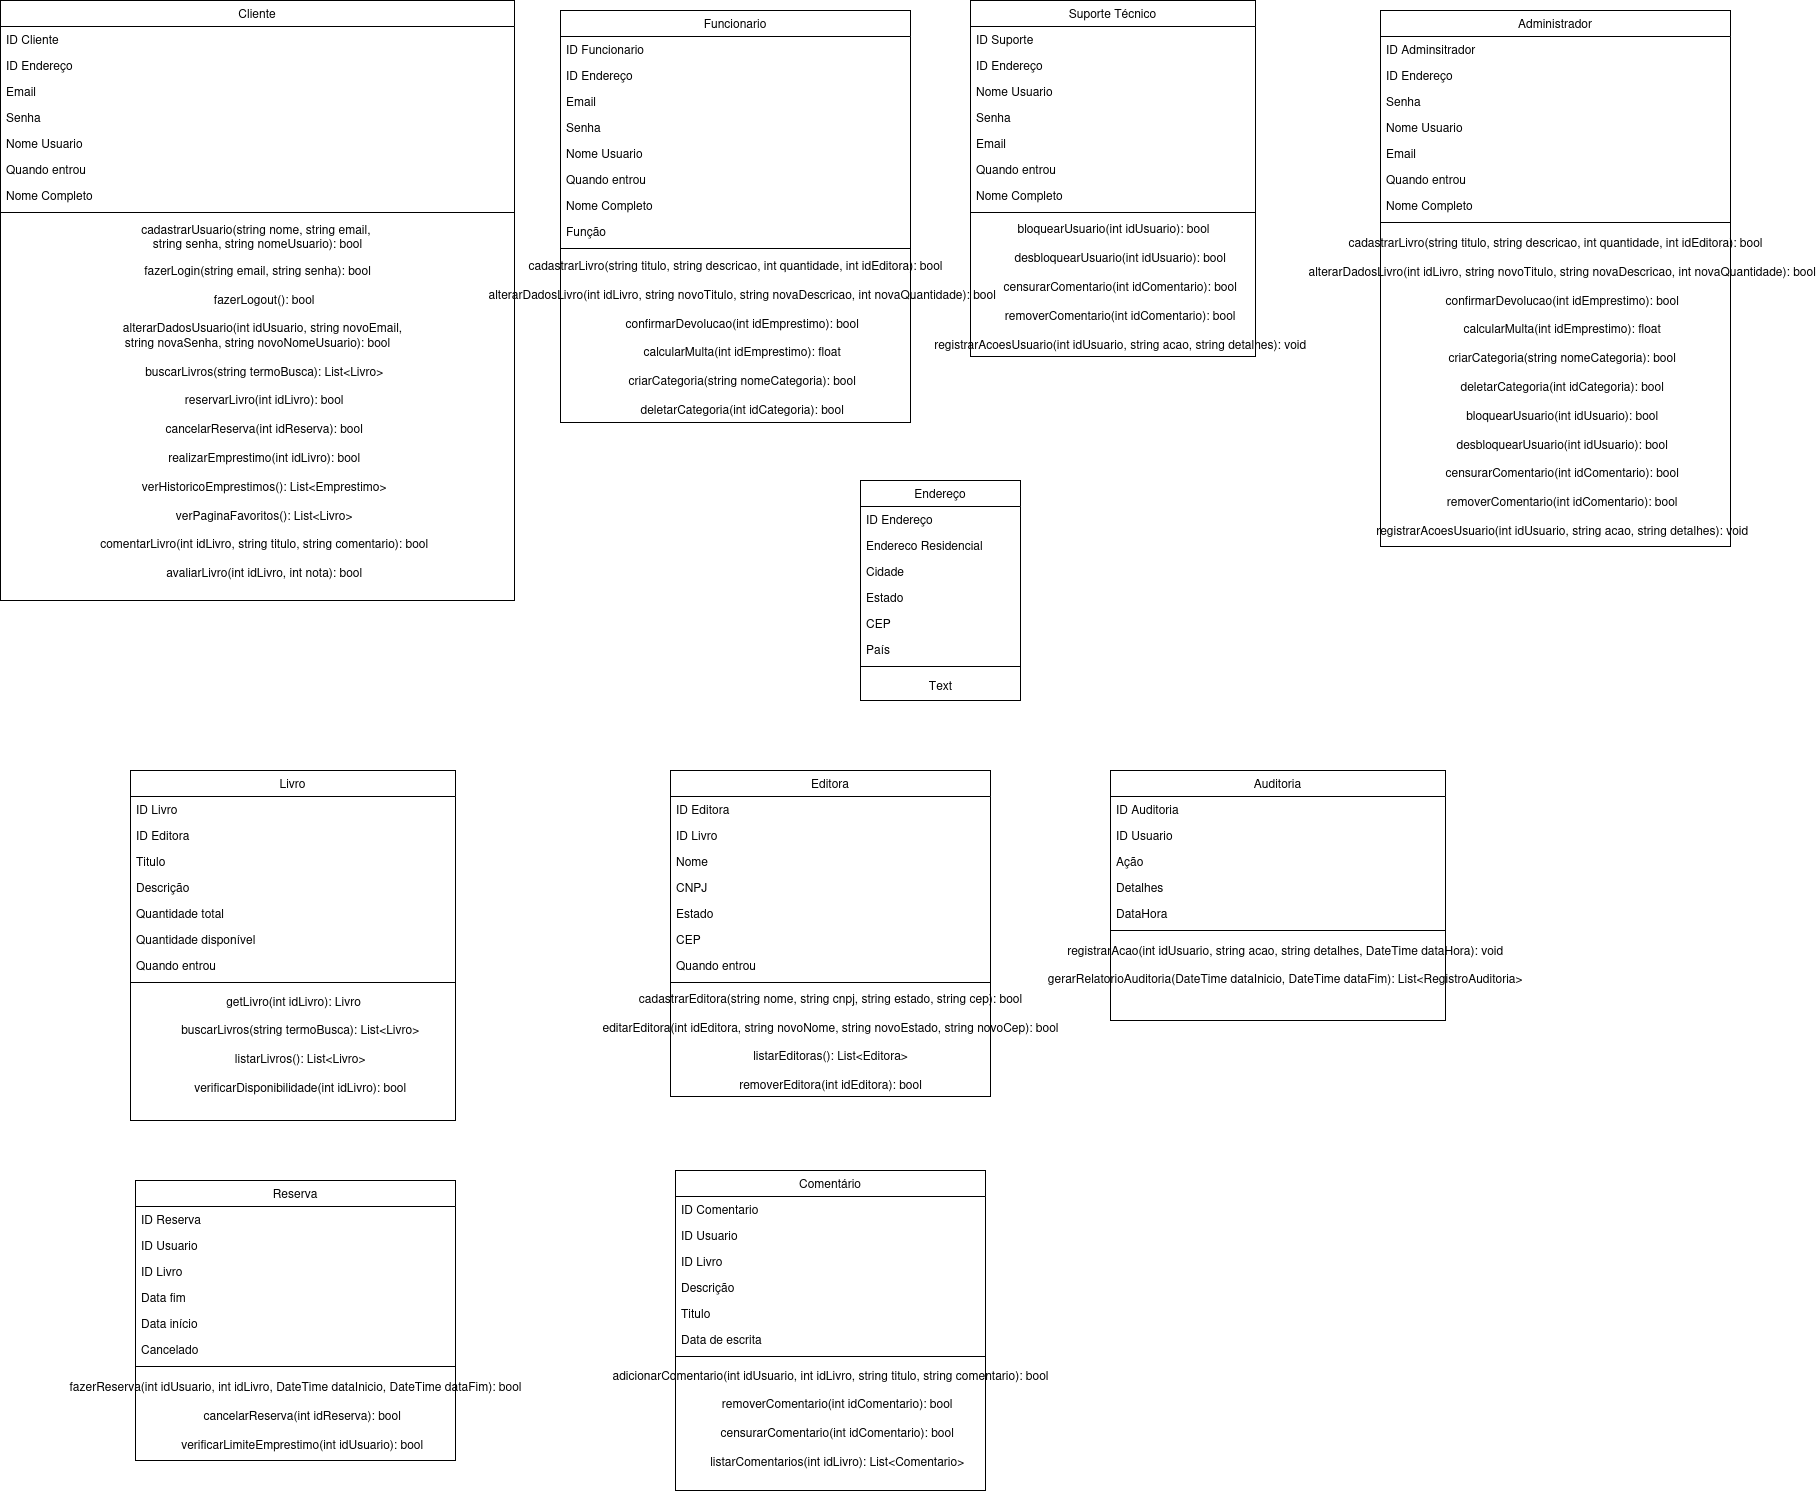 Cliente
ID Cliente
ID Endereço
Email
Senha
Nome Usuario
Quando entrou
Nome Completo
cadastrarUsuario(string nome, string email,
string senha, string nomeUsuario): bool
fazerLogin(string email, string senha): bool
fazerLogout(): bool
alterarDadosUsuario(int idUsuario, string novoEmail,
string novaSenha, string novoNomeUsuario): bool
buscarLivros(string termoBusca): List<Livro>
reservarLivro(int idLivro): bool
cancelarReserva(int idReserva): bool
realizarEmprestimo(int idLivro): bool
verHistoricoEmprestimos(): List<Emprestimo>
verPaginaFavoritos(): List<Livro>
comentarLivro(int idLivro, string titulo, string comentario): bool
avaliarLivro(int idLivro, int nota): bool
Funcionario
ID Funcionario
ID Endereço
Email
Senha
Nome Usuario
Quando entrou
Nome Completo
Função
cadastrarLivro(string titulo, string descricao, int quantidade, int idEditora): bool
alterarDadosLivro(int idLivro, string novoTitulo, string novaDescricao, int novaQuantidade): bool
confirmarDevolucao(int idEmprestimo): bool
calcularMulta(int idEmprestimo): float
criarCategoria(string nomeCategoria): bool
deletarCategoria(int idCategoria): bool
Suporte Técnico
ID Suporte
ID Endereço
Nome Usuario
Senha
Email
Quando entrou
Nome Completo
bloquearUsuario(int idUsuario): bool
desbloquearUsuario(int idUsuario): bool
censurarComentario(int idComentario): bool
removerComentario(int idComentario): bool
registrarAcoesUsuario(int idUsuario, string acao, string detalhes): void
Administrador
ID Adminsitrador
ID Endereço
Senha
Nome Usuario
Email
Quando entrou
Nome Completo
cadastrarLivro(string titulo, string descricao, int quantidade, int idEditora): bool
alterarDadosLivro(int idLivro, string novoTitulo, string novaDescricao, int novaQuantidade): bool
confirmarDevolucao(int idEmprestimo): bool
calcularMulta(int idEmprestimo): float
criarCategoria(string nomeCategoria): bool
deletarCategoria(int idCategoria): bool
bloquearUsuario(int idUsuario): bool
desbloquearUsuario(int idUsuario): bool
censurarComentario(int idComentario): bool
removerComentario(int idComentario): bool
registrarAcoesUsuario(int idUsuario, string acao, string detalhes): void
Endereço
ID Endereço
Endereco Residencial
Cidade
Estado
CEP
País
Text
Livro
ID Livro
ID Editora
Titulo
Descrição
Quantidade total
Quantidade disponível
Quando entrou
getLivro(int idLivro): Livro
buscarLivros(string termoBusca): List<Livro>
listarLivros(): List<Livro>
verificarDisponibilidade(int idLivro): bool
Editora
ID Editora
ID Livro
Nome
CNPJ
Estado
CEP
Quando entrou
cadastrarEditora(string nome, string cnpj, string estado, string cep): bool
editarEditora(int idEditora, string novoNome, string novoEstado, string novoCep): bool
listarEditoras(): List<Editora>
removerEditora(int idEditora): bool
Auditoria
ID Auditoria
ID Usuario
Ação
Detalhes
DataHora
registrarAcao(int idUsuario, string acao, string detalhes, DateTime dataHora): void
gerarRelatorioAuditoria(DateTime dataInicio, DateTime dataFim): List<RegistroAuditoria>
Reserva
ID Reserva
ID Usuario
ID Livro
Data fim
Data início
Cancelado
fazerReserva(int idUsuario, int idLivro, DateTime dataInicio, DateTime dataFim): bool
cancelarReserva(int idReserva): bool
verificarLimiteEmprestimo(int idUsuario): bool
Comentário
ID Comentario
ID Usuario
ID Livro
Descrição
Titulo
Data de escrita
adicionarComentario(int idUsuario, int idLivro, string titulo, string comentario): bool
removerComentario(int idComentario): bool
censurarComentario(int idComentario): bool
listarComentarios(int idLivro): List<Comentario>